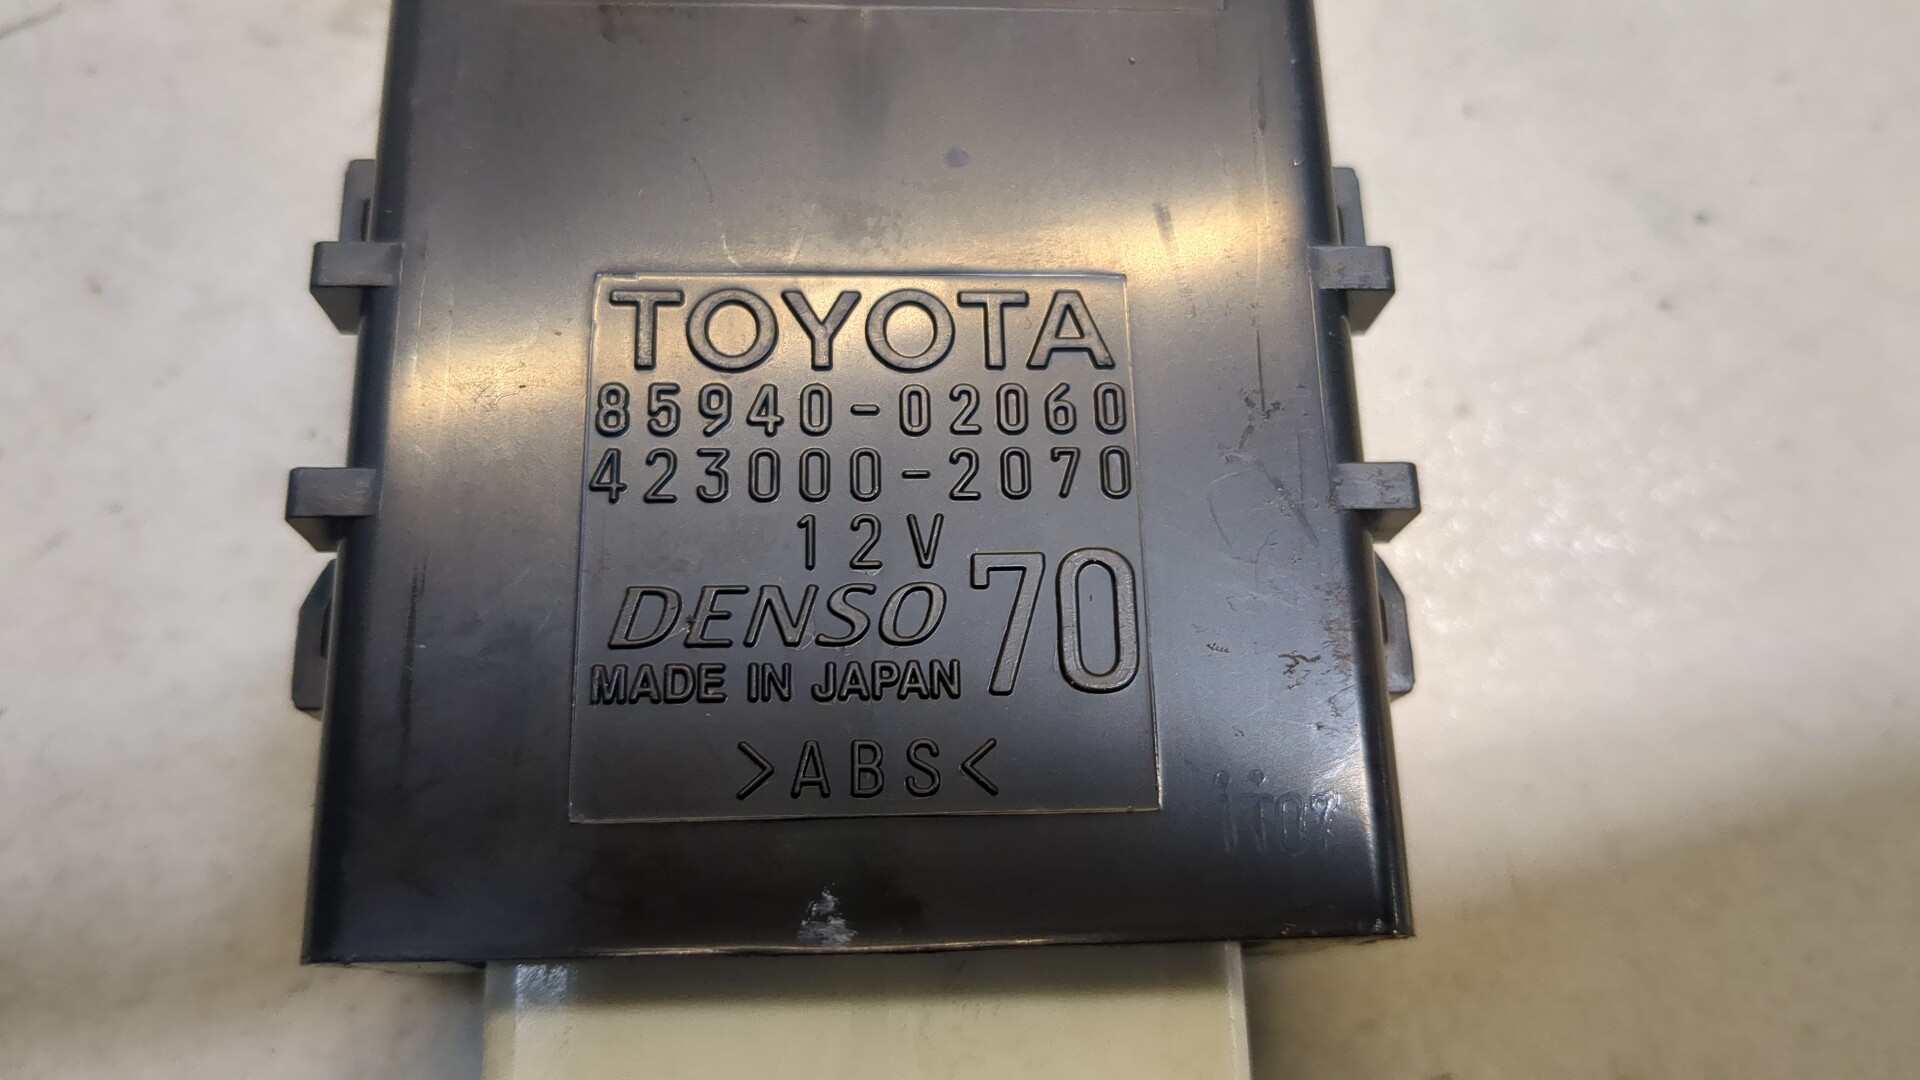 TOYOTA
85940-02060
423000-2070
12V
DENSO 70
MADE IN JAPAN
>ABS<